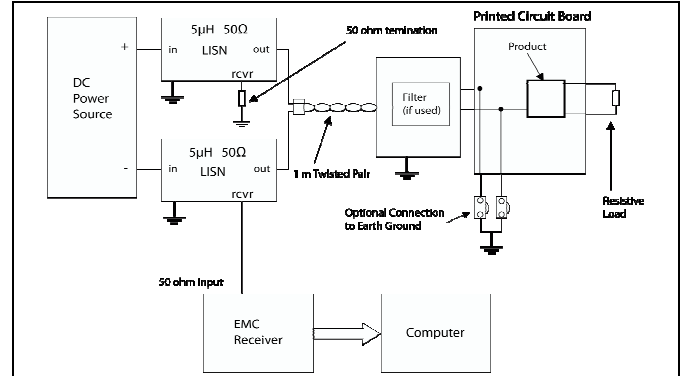 Printed Circuit Board
5µH 50Ω
LISN
in
out
rcvr
+
50 ohm temination
Product
DC
Power
Source
Filter
(if used)
5µH 50Ω
LISN
-
in
out
rcvr
1 m Twisted Pair
Optional Connection
to Earth Ground
Resistive
Load
50 ohm input
EMC
Receiver
Computer